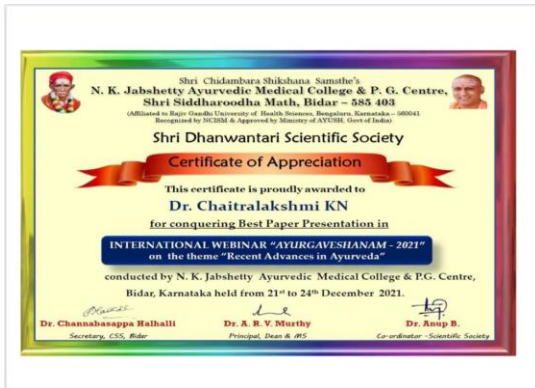 Shri Chidambara Shikshana Samsthe's
N. K. Jabshetty Ayurvedic Medical College & P. G. Centre,
Shri Siddharoodha Math, Bidar – 585 403
(Affiliated to Rajiv Gandhi University of Health Sciences, Bengaluru, Karnataka – 560041
Recognized by NCISM & Approved by Ministry of AYUSH, Govt of India)
Shri Dhanwantari Scientific Society
Certificate of Appreciation
This certificate is proudly awarded to
Dr. Chaitralakshmi KN
for conquering Best Paper Presentation in
INTERNATIONAL WEBINAR "AYURGAVESHANAM - 2021"
on the theme "Recent Advances in Ayurveda"
conducted by N. K. Jabshetty Ayurvedic Medical College & P.G. Centre,
Bidar, Karnataka held from 21st to 24th December 2021.
Dr. Channabasappa Halhalli Dr. A. R. V. Murthy Dr. Anup B.
Secretary, CSS, Bidar Principal, Dean & MS Co-ordinator -Scientific Society